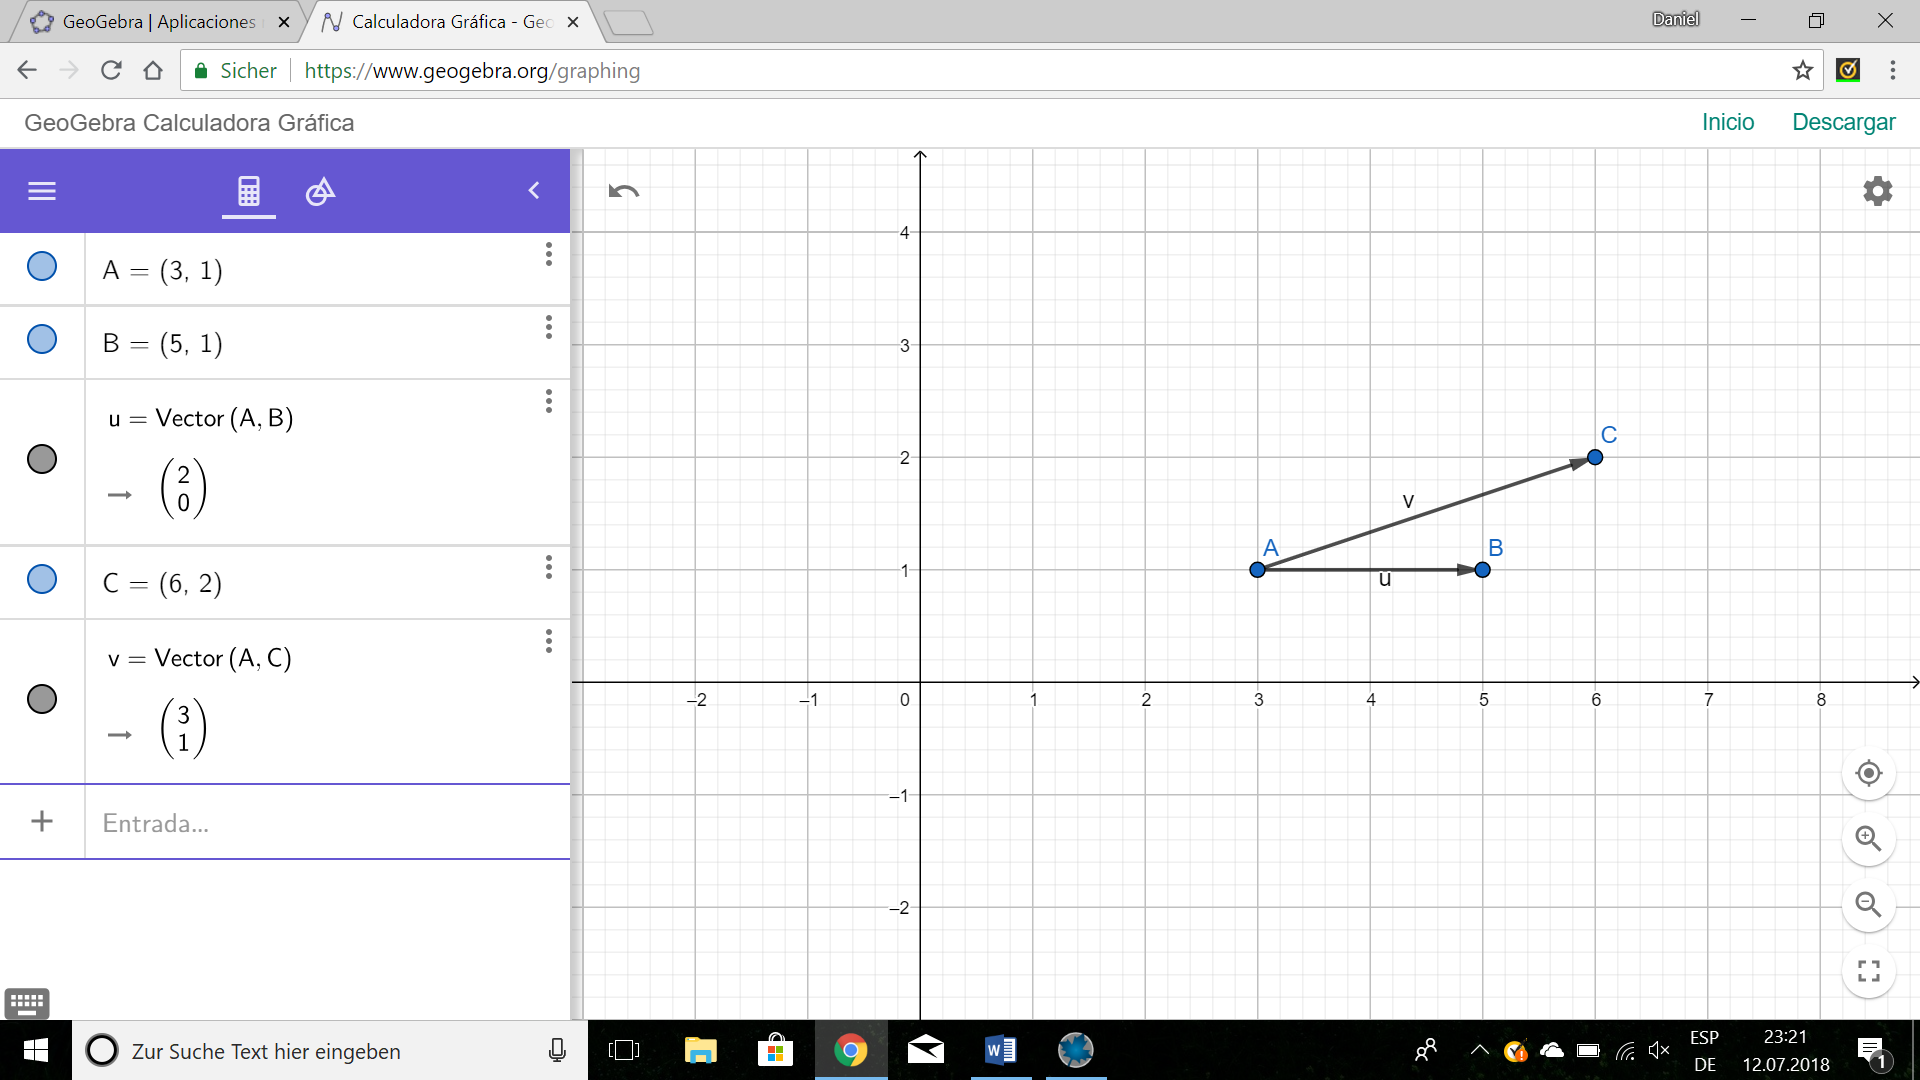 GeoGebra | Aplicaciones
Calculadora Gráfica - Geo
Daniel
Sicher
https://www.geogebra.org/graphing
GeoGebra Calculadora Gráfica
Inicio
Descargar
A = (3, 1)
B = (5, 1)
u = Vector (A, B)
→ (2
0)
C = (6, 2)
v = Vector (A, C)
→ (3
1)
+ Entrada...
4
3
2
1
–1
–2
–2 –1 0 1 2 3 4 5 6 7 8
C
v
A
B
u
Zur Suche Text hier eingeben
ESP
DE
23:21
12.07.2018
1